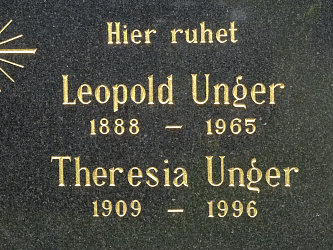 Hier ruhet
Leopold Unger
1888 – 1965
Theresia Unger
1909 – 1996